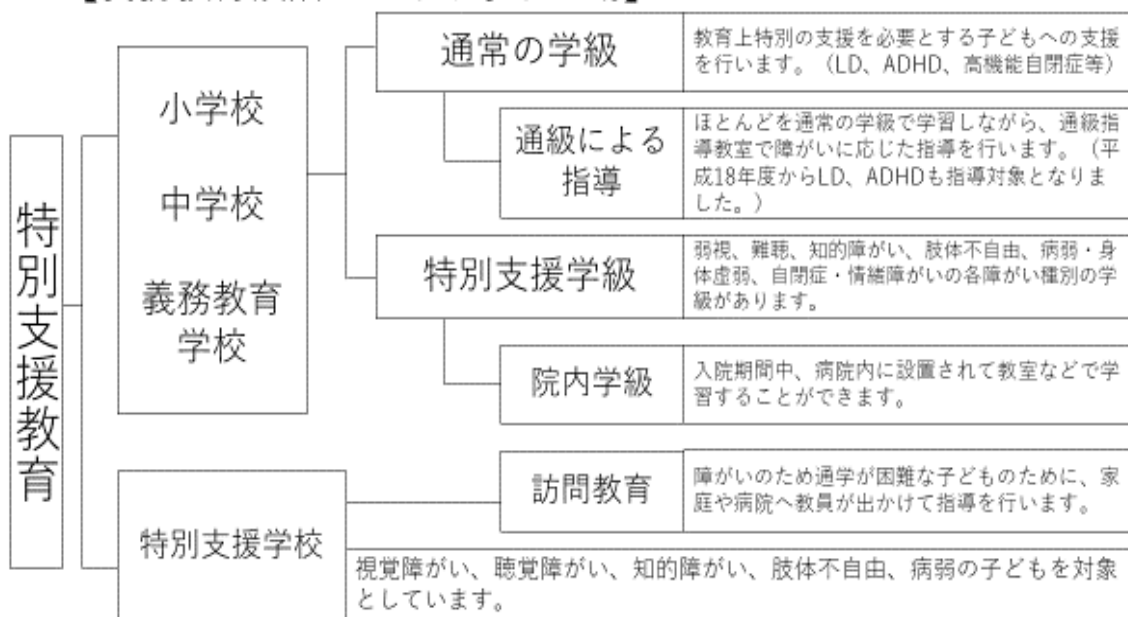 特別支援教育
小学校
中学校
義務教育
学校
通常の学級
教育上特別の支援を必要とする子どもへの支援
を行います。（LD、ADHD、高機能自閉症等）
通級による
指導
ほとんどを通常の学級で学習しながら、通級指
導教室で障がいに応じた指導を行います。（平
成18年度からLD、ADHDも指導対象となりま
した。）
特別支援学級
弱視、難聴、知的障がい、肢体不自由、病弱・身
体虚弱、自閉症・情緒障がいの各障がい種別の学
級があります。
院内学級
入院期間中、病院内に設置されて教室などで学
習することができます。
特別支援学校
訪問教育
障がいのため通学が困難な子どものために、家
庭や病院へ教員が出かけて指導を行います。
視覚障がい、聴覚障がい、知的障がい、肢体不自由、病弱の子どもを対象
としています。